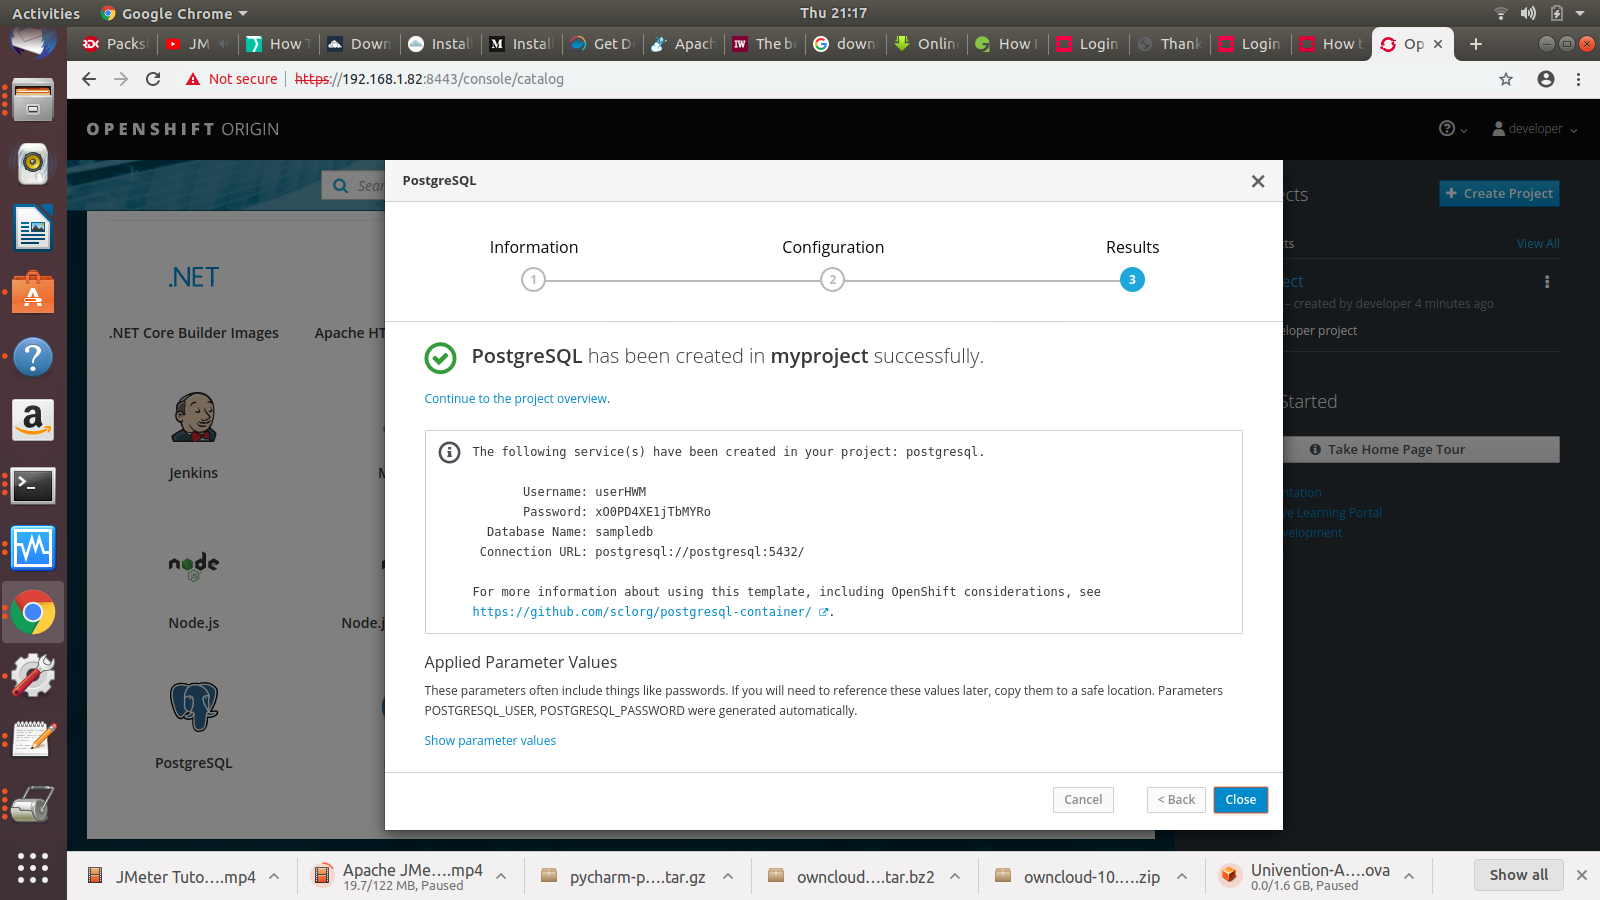 Activities
Google Chrome
Thu 21:17
Packs
JM
How
Down
Instal
Instal
Get D
Apach
The b
down
Onlin
How
Login
Thank
Login
How t
Op
Not secure
https://192.168.1.82:8443/console/catalog
OPENSHIFT ORIGIN
developer
Sear
PostgreSQL
Create Project
Information
Configuration
Results
1
2
3
View All
.NET
– created by developer 4 minutes ago
.NET Core Builder Images
Apache HT
eloper project
PostgreSQL has been created in myproject successfully.
Continue to the project overview.
Started
Take Home Page Tour
The following service(s) have been created in your project: postgresql.
Jenkins
Username: userHWM
Password: xO0PD4XE1jTbMYRo
Database Name: sampledb
Connection URL: postgresql://postgresql:5432/
ntation
ve Learning Portal
velopment
For more information about using this template, including OpenShift considerations, see
https://github.com/sclorg/postgresql-container/ .
node
Node.js
Node.j
Applied Parameter Values
These parameters often include things like passwords. If you will need to reference these values later, copy them to a safe location. Parameters
POSTGRESQL_USER, POSTGRESQL_PASSWORD were generated automatically.
Show parameter values
PostgreSQL
Cancel
< Back
Close
JMeter Tuto....mp4
Apache JMe....mp4
19.7/122 MB, Paused
pycharm-p....tar.gz
owncloud....tar.bz2
owncloud-10.....zip
Univention-A....ova
0.0/1.6 GB, Paused
Show all